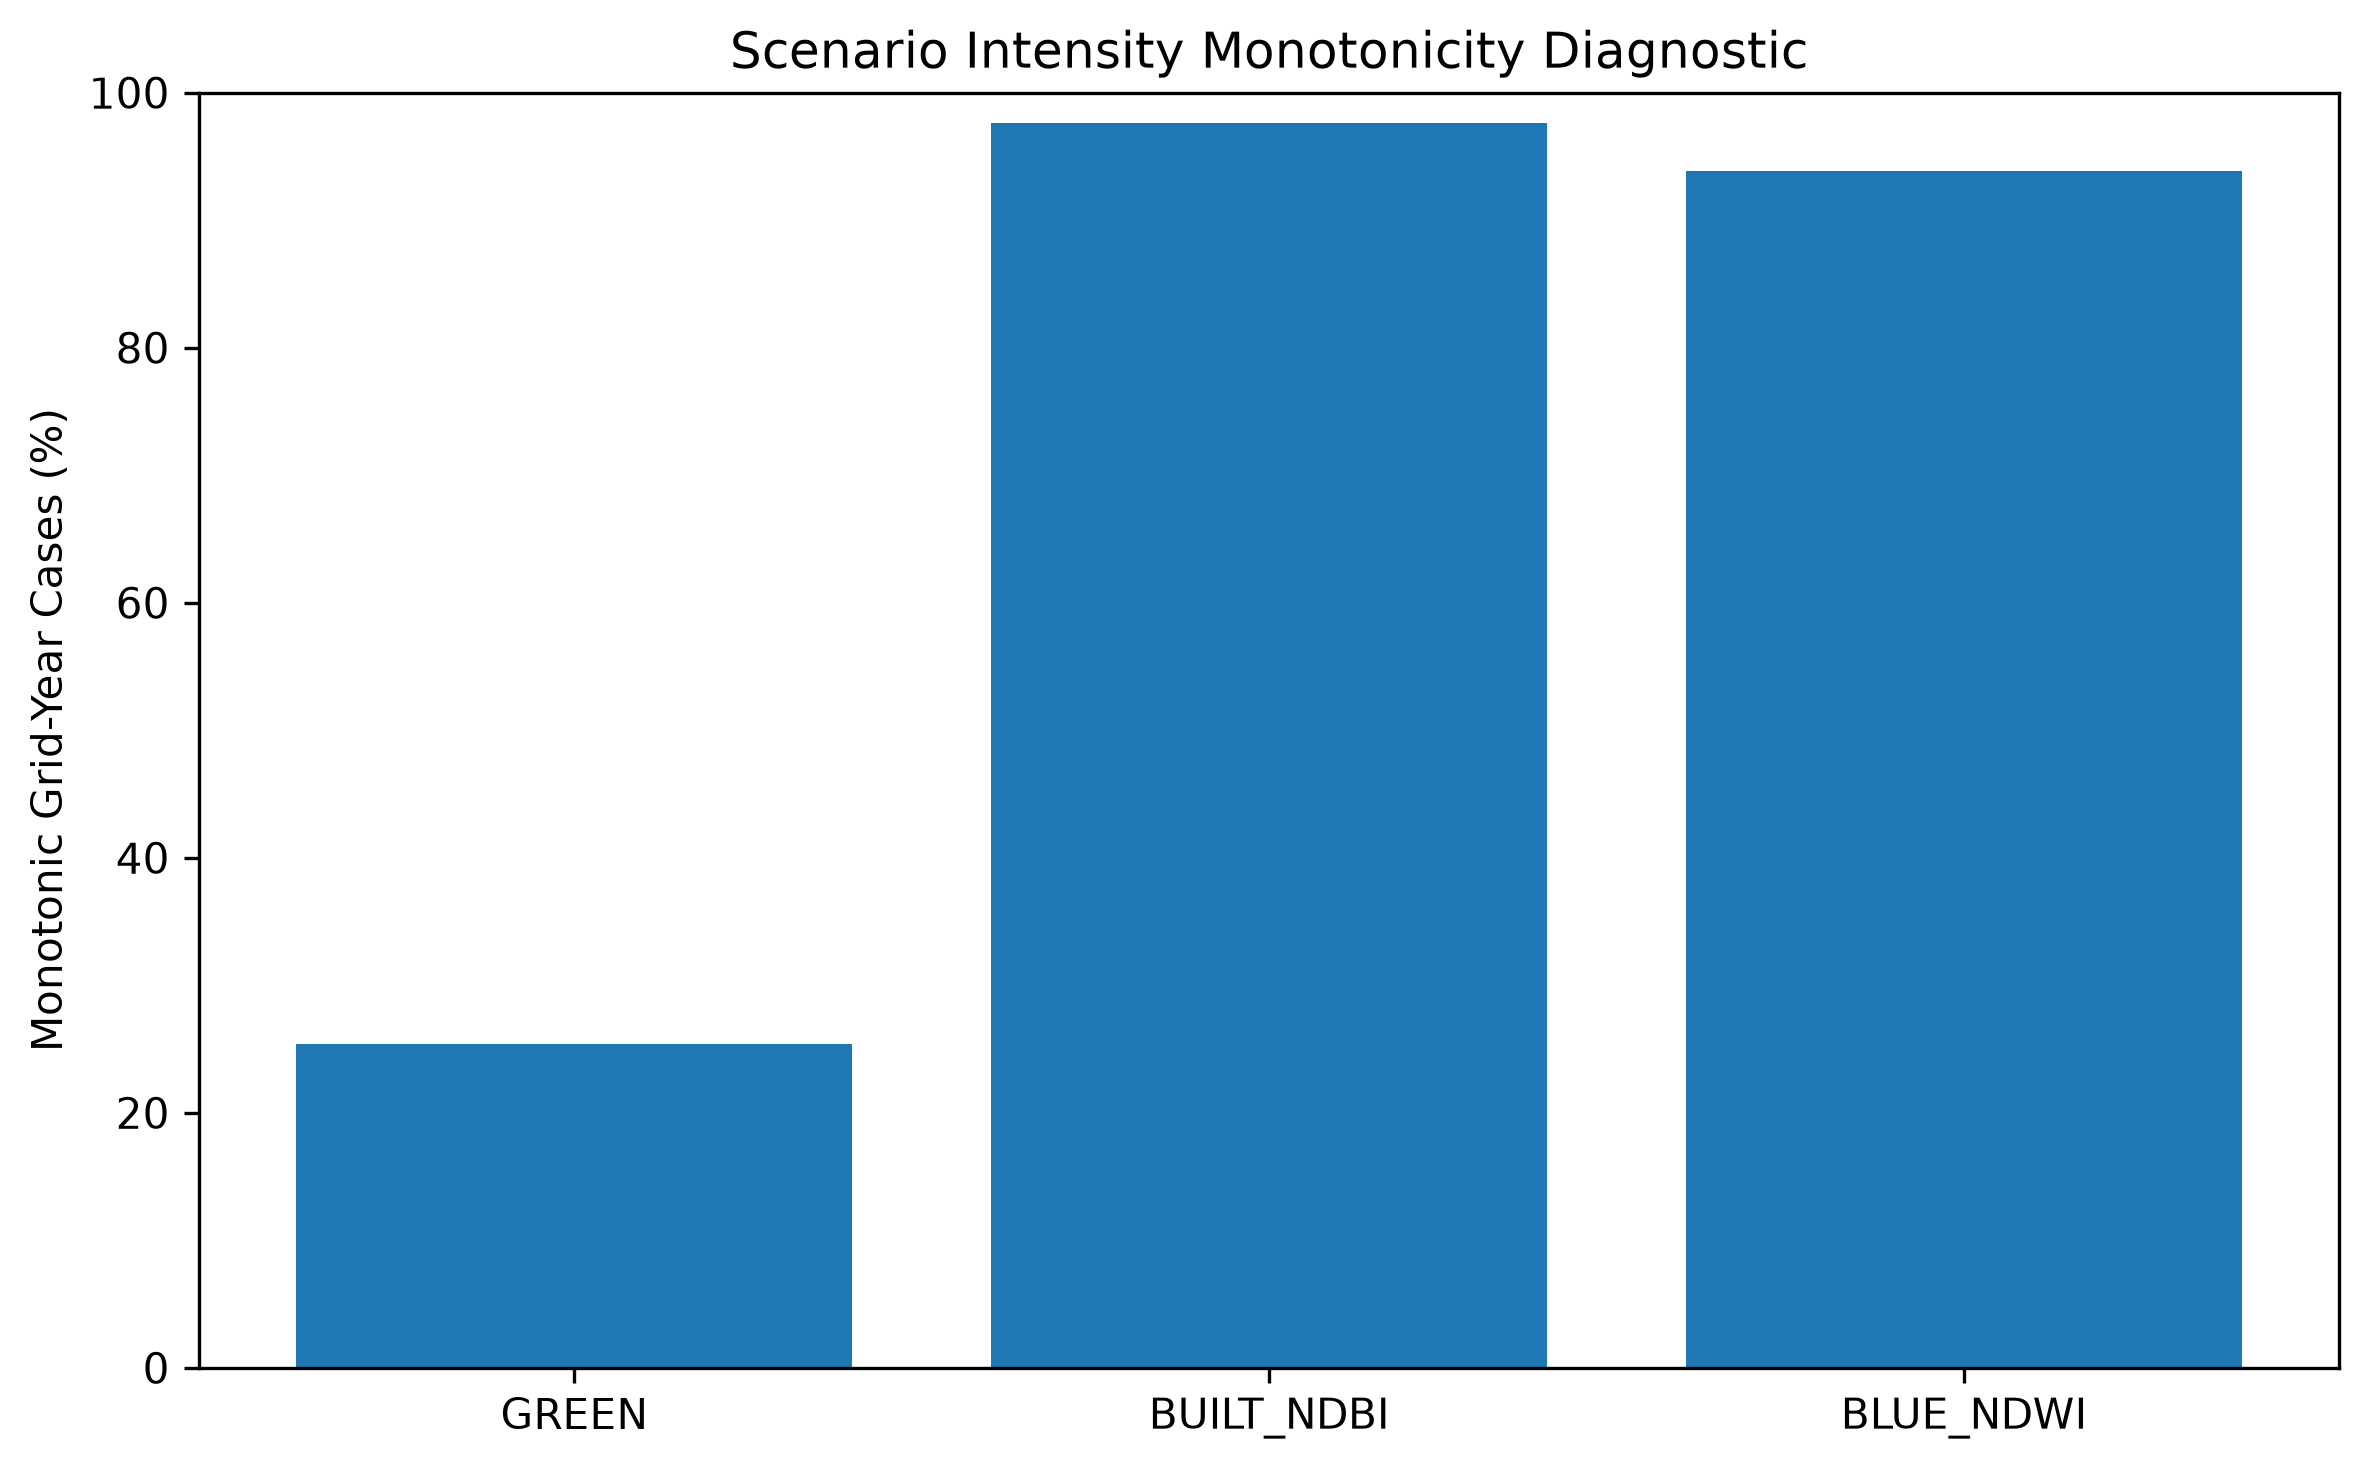 Scenario Intensity Monotonicity Diagnostic
Monotonic Grid-Year Cases (%)
100
80
60
40
20
0
GREEN
BUILT_NDBI
BLUE_NDWI